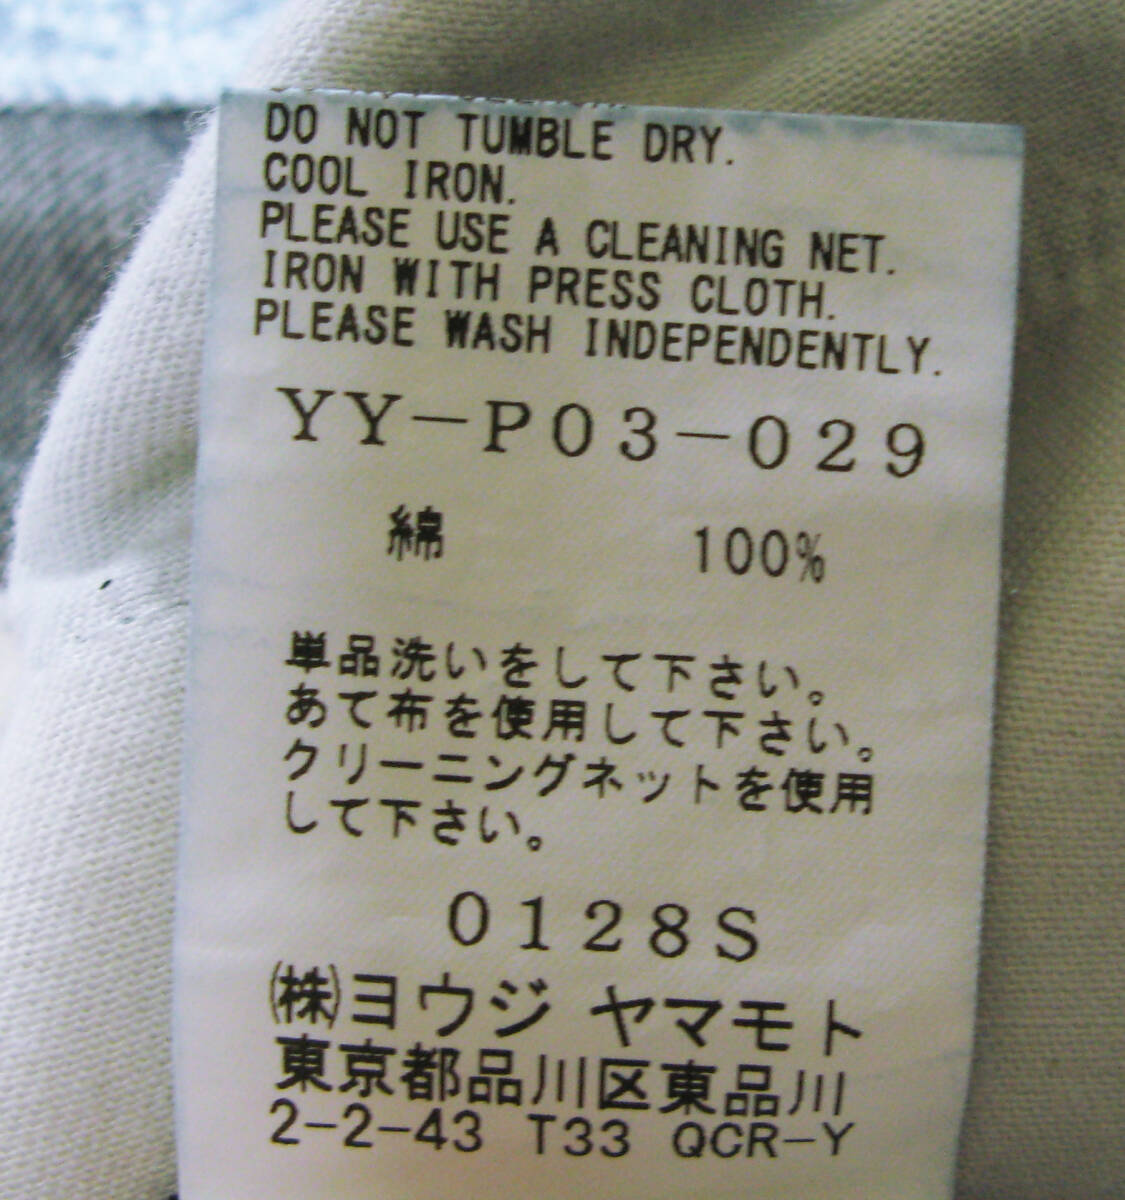 DO NOT TUMBLE DRY.
COOL IRON.
PLEASE USE A CLEANING NET.
IRON WITH PRESS CLOTH.
PLEASE WASH INDEPENDENTLY.
YY-P03-029
綿 100%
単品洗いをして下さい。
あて布を使用して下さい。
クリーニングネットを使用
して下さい。
0128S
㈱ヨウジ ヤマモト
東京都品川区東品川
2-2-43 T33 QCR-Y